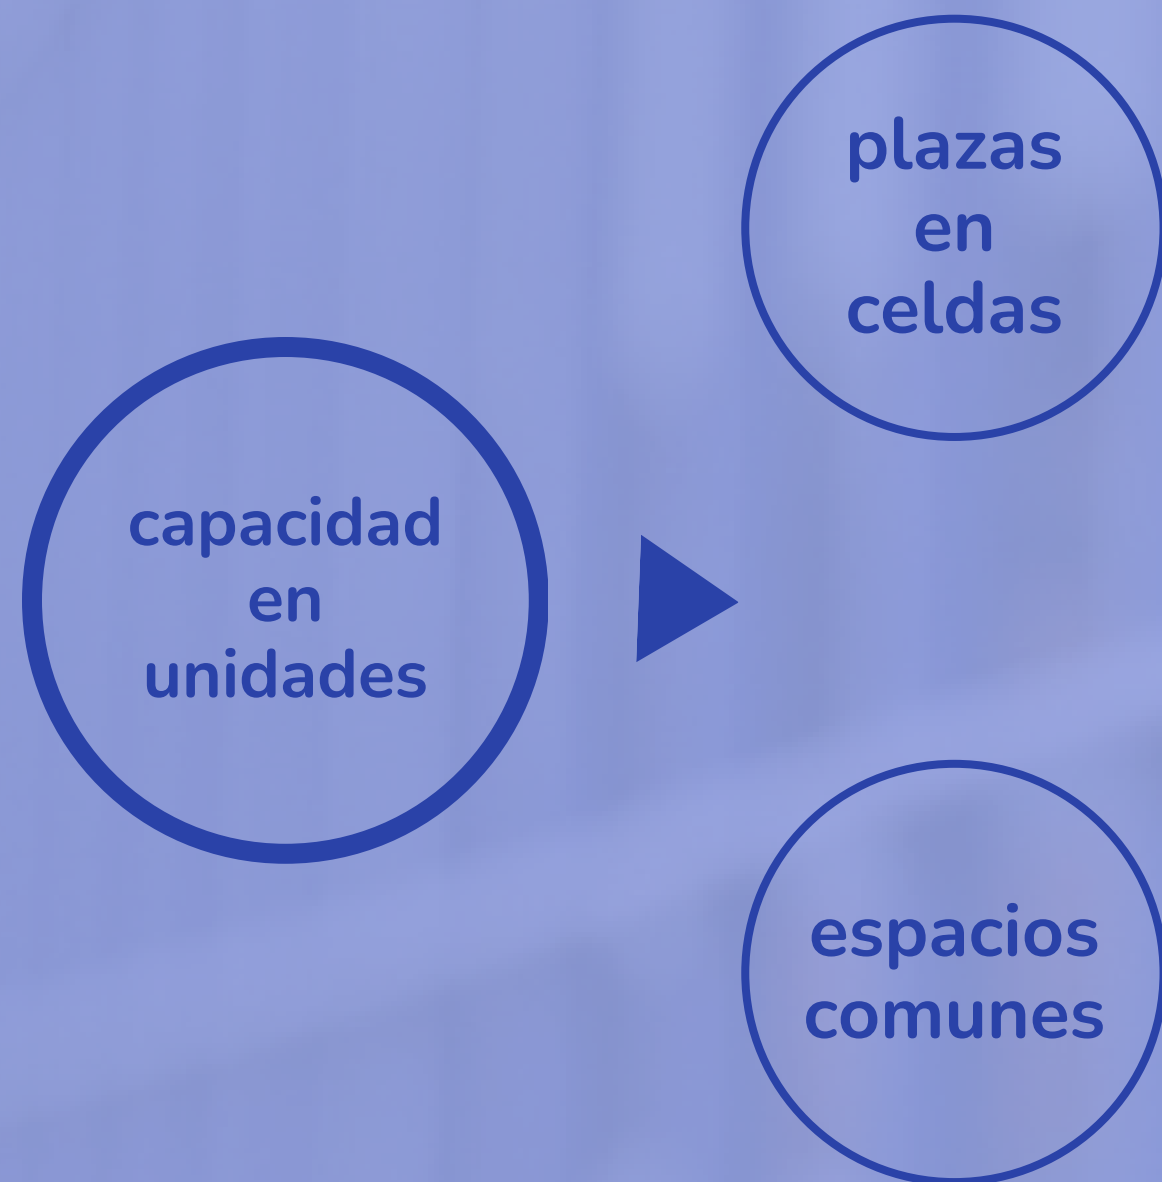 capacidad
en
unidades
plazas
en
celdas
espacios
comunes